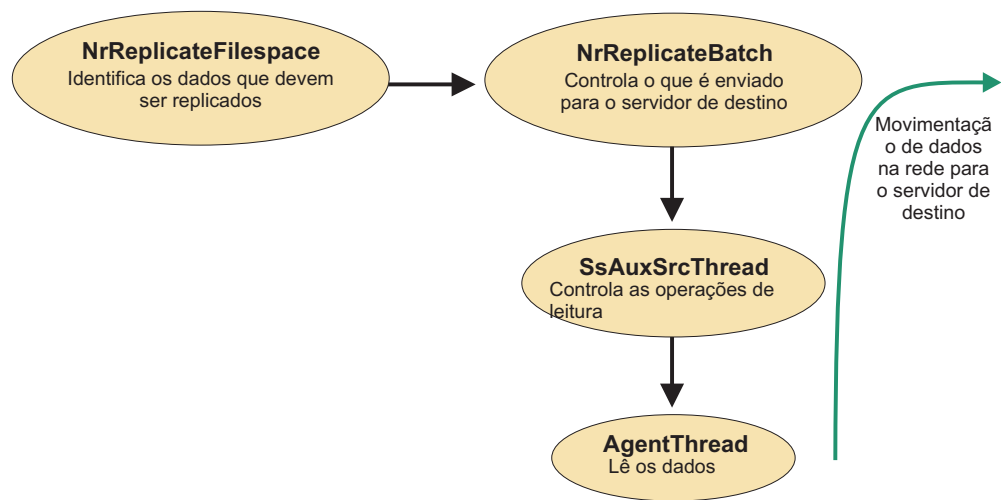 NrReplicateFilespace
Identifica os dados que devem
ser replicados
NrReplicateBatch
Controla o que é enviado
para o servidor de destino
Movimentaçã
o de dados
na rede para
o servidor de
destino
SsAuxSrcThread
Controla as operações de
leitura
AgentThread
Lê os dados